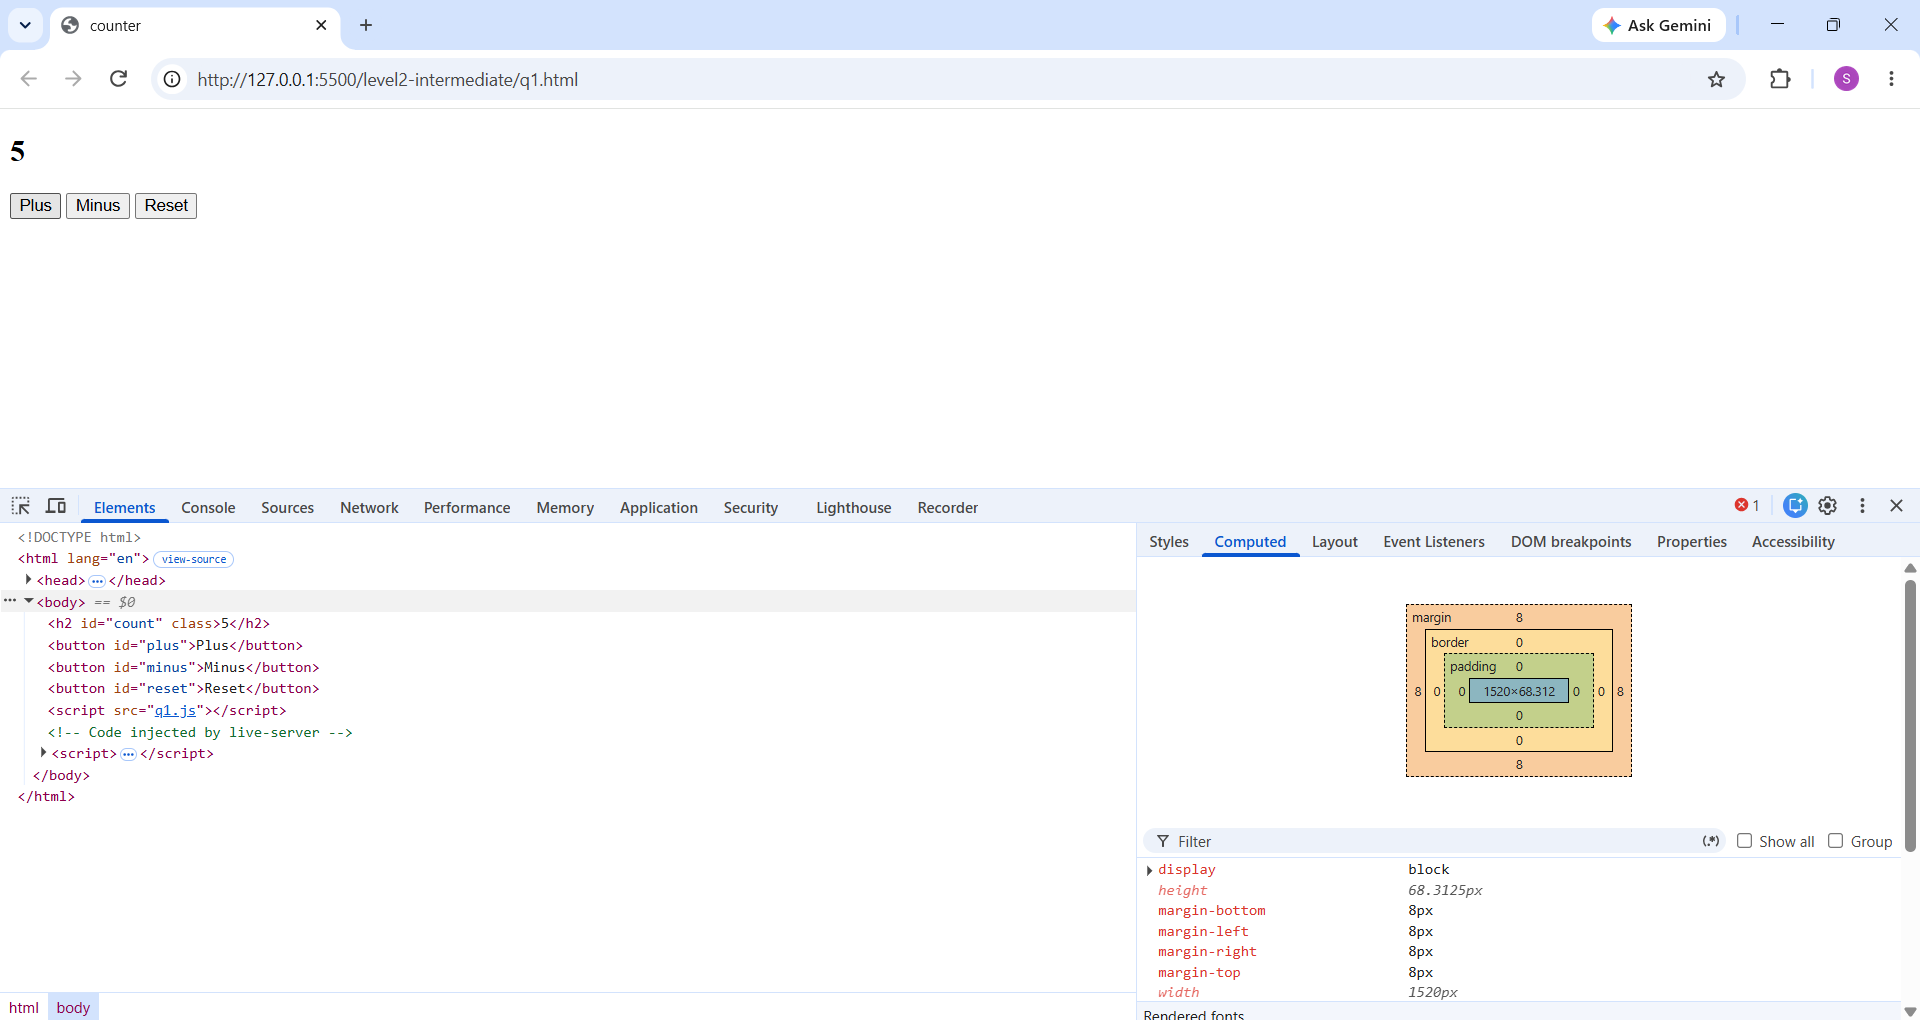 counter
Ask Gemini
http://127.0.0.1:5500/level2-intermediate/q1.html
S
5
Plus Minus Reset
Elements Console Sources Network Performance Memory Application Security Lighthouse Recorder
1
<!DOCTYPE html>
<html lang="en"> view-source
<head> ••• </head>
••• <body> == $0
<h2 id="count" class>5</h2>
<button id="plus">Plus</button>
<button id="minus">Minus</button>
<button id="reset">Reset</button>
<script src="q1.js"></script>
<!-- Code injected by live-server -->
<script> ••• </script>
</body>
</html>
html body
Styles Computed Layout Event Listeners DOM breakpoints Properties Accessibility
margin 8
border 0
padding 0
8 0 0 1520×68.312 0 0 8
0
0
8
Filter (.*) Show all Group
display block
height 68.3125px
margin-bottom 8px
margin-left 8px
margin-right 8px
margin-top 8px
width 1520px
Rendered fonts